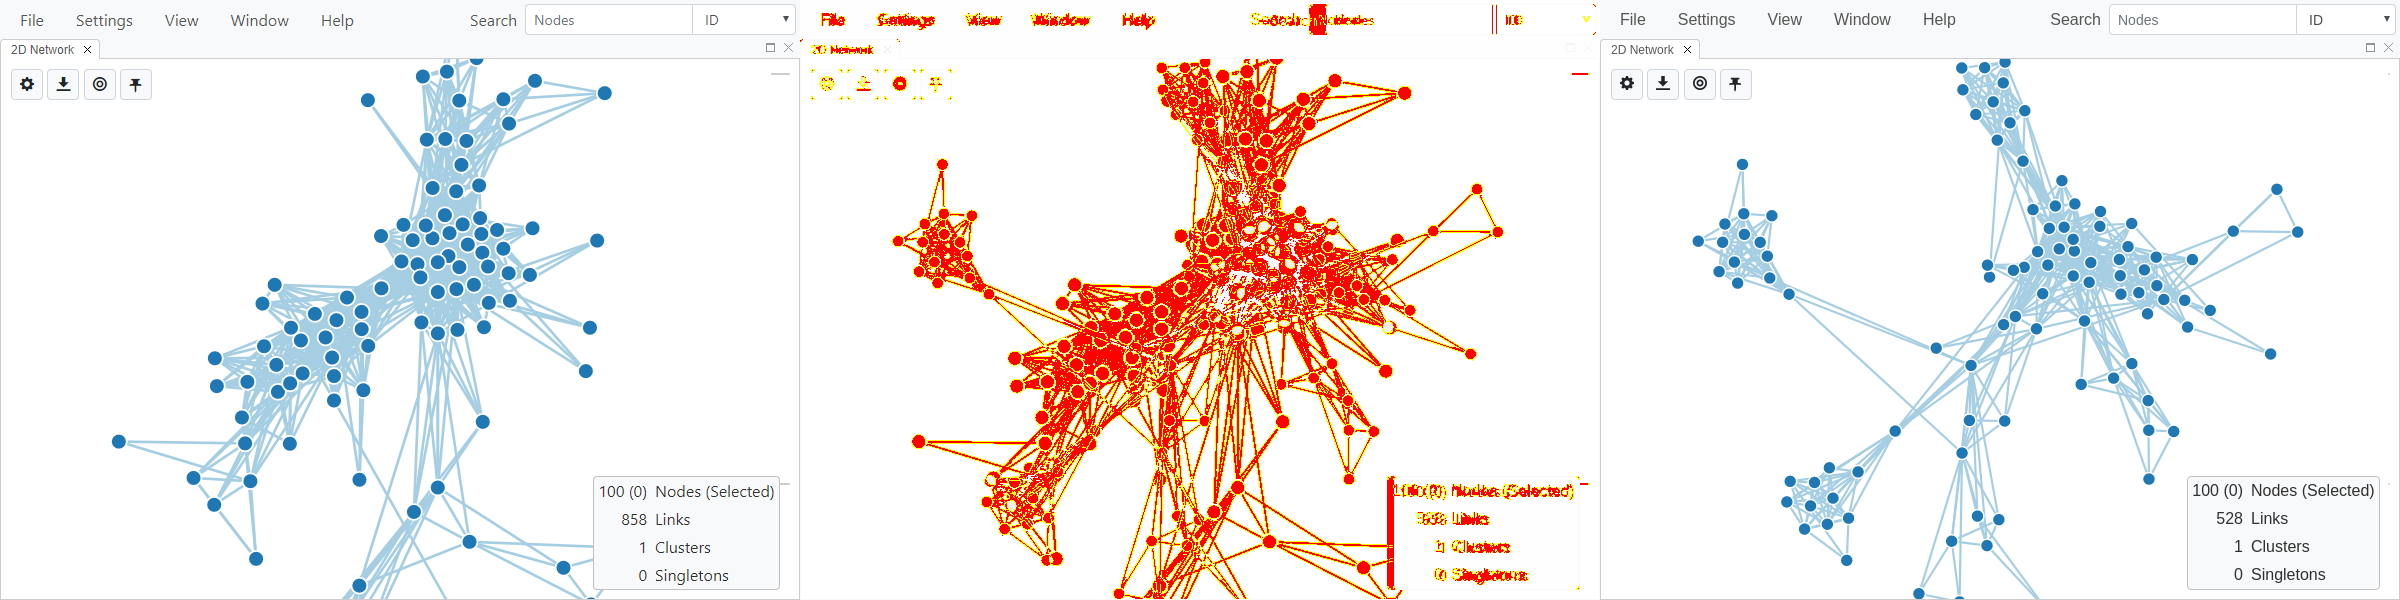 File Settings View Window Help Search Nodes ID
2D Network
100 (0) Nodes (Selected)
858 Links
1 Clusters
0 Singletons
File Settings View Window Help Search Nodes
2D Network
100 (0) Nodes (Selected)
Links
1 Clusters
0 Singletons
File Settings View Window Help Search Nodes ID
2D Network
100 (0) Nodes (Selected)
528 Links
1 Clusters
0 Singletons